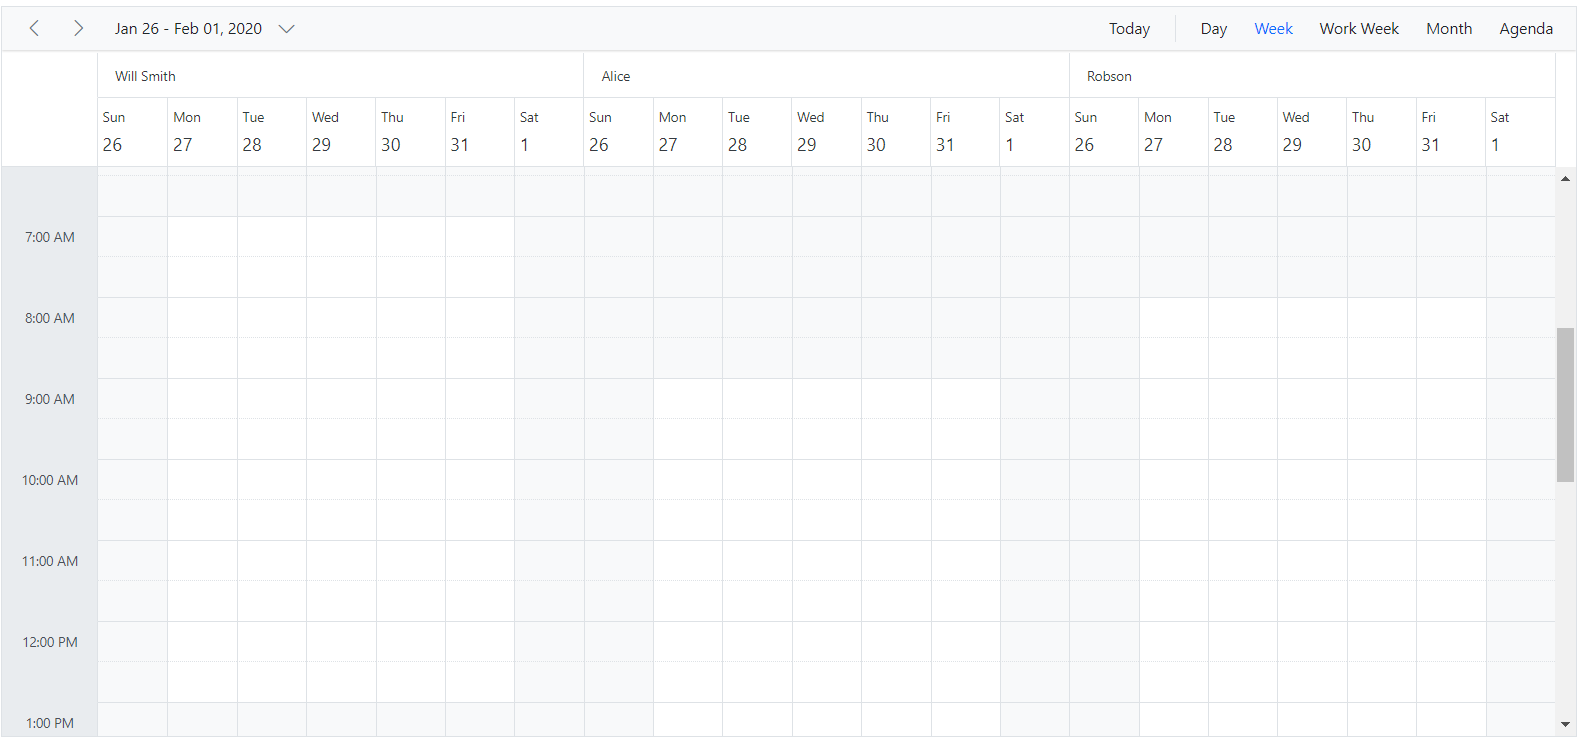 Jan 26 - Feb 01, 2020 Today Day Week Work Week Month Agenda
Will Smith Alice Robson
Sun Mon Tue Wed Thu Fri Sat Sun Mon Tue Wed Thu Fri Sat Sun Mon Tue Wed Thu Fri Sat
26 27 28 29 30 31 1 26 27 28 29 30 31 1 26 27 28 29 30 31 1
7:00 AM
8:00 AM
9:00 AM
10:00 AM
11:00 AM
12:00 PM
1:00 PM